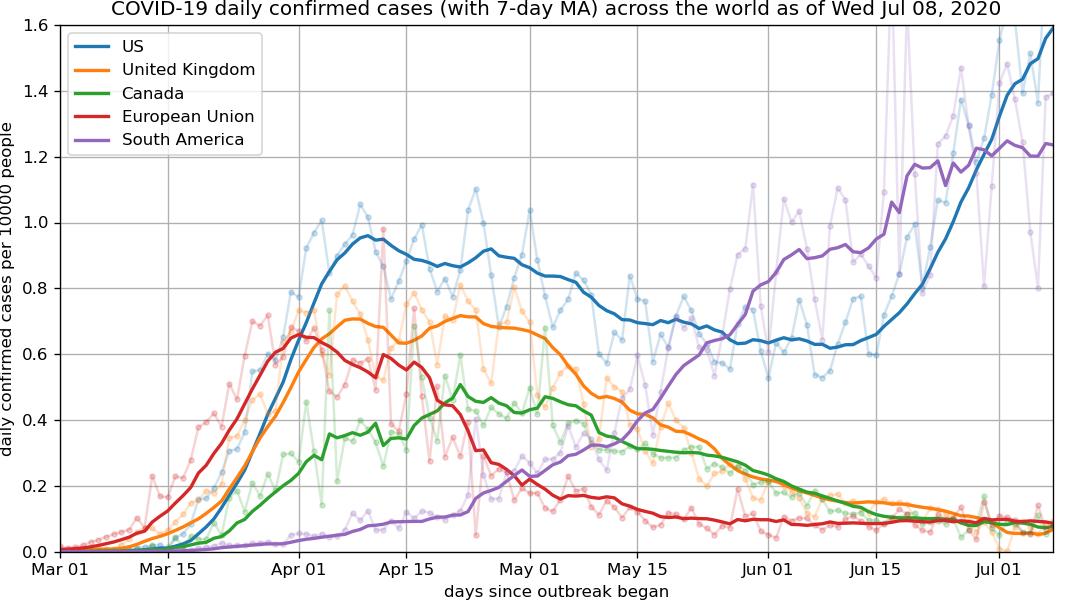 COVID-19 daily confirmed cases (with 7-day MA) across the world as of Wed Jul 08, 2020
daily confirmed cases per 10000 people
1.6
1.4
1.2
1.0
0.8
0.6
0.4
0.2
0.0
US
United Kingdom
Canada
European Union
South America
Mar 01 Mar 15 Apr 01 Apr 15 May 01 May 15 Jun 01 Jun 15 Jul 01
days since outbreak began